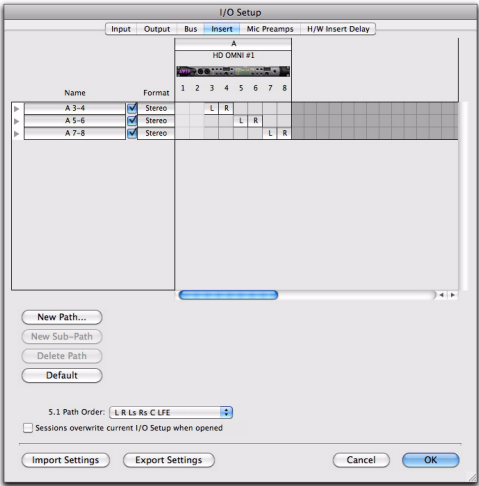 I/O Setup
Input Output Bus Insert Mic Preamps H/W Insert Delay
A
HD OMNI #1
Name Format 1 2 3 4 5 6 7 8
A 3-4 Stereo L R
A 5-6 Stereo L R
A 7-8 Stereo L R
New Path...
New Sub-Path
Delete Path
Default
5.1 Path Order: L R Ls Rs C LFE
Sessions overwrite current I/O Setup when opened
Import Settings Export Settings Cancel OK